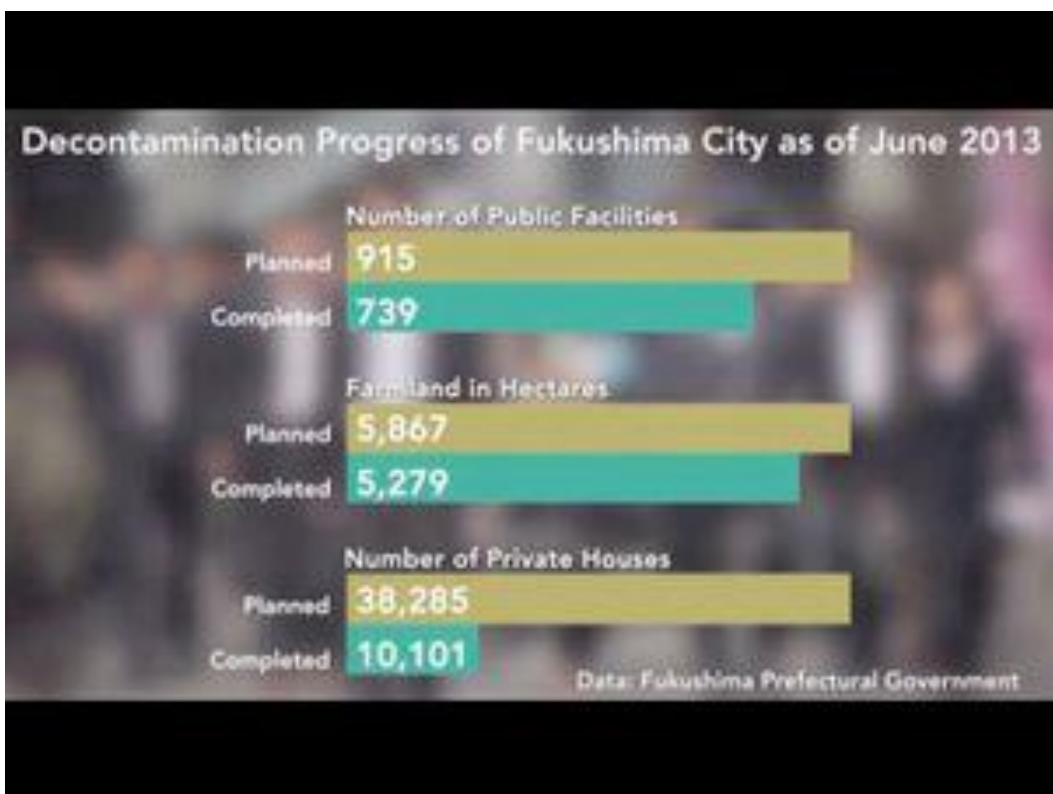 Decontamination Progress of Fukushima City as of June 2013
Number of Public Facilities
Planned 915
Completed 739
Farmland in Hectares
Planned 5,867
Completed 5,279
Number of Private Houses
Planned 38,285
Completed 10,101
Data: Fukushima Prefectural Government